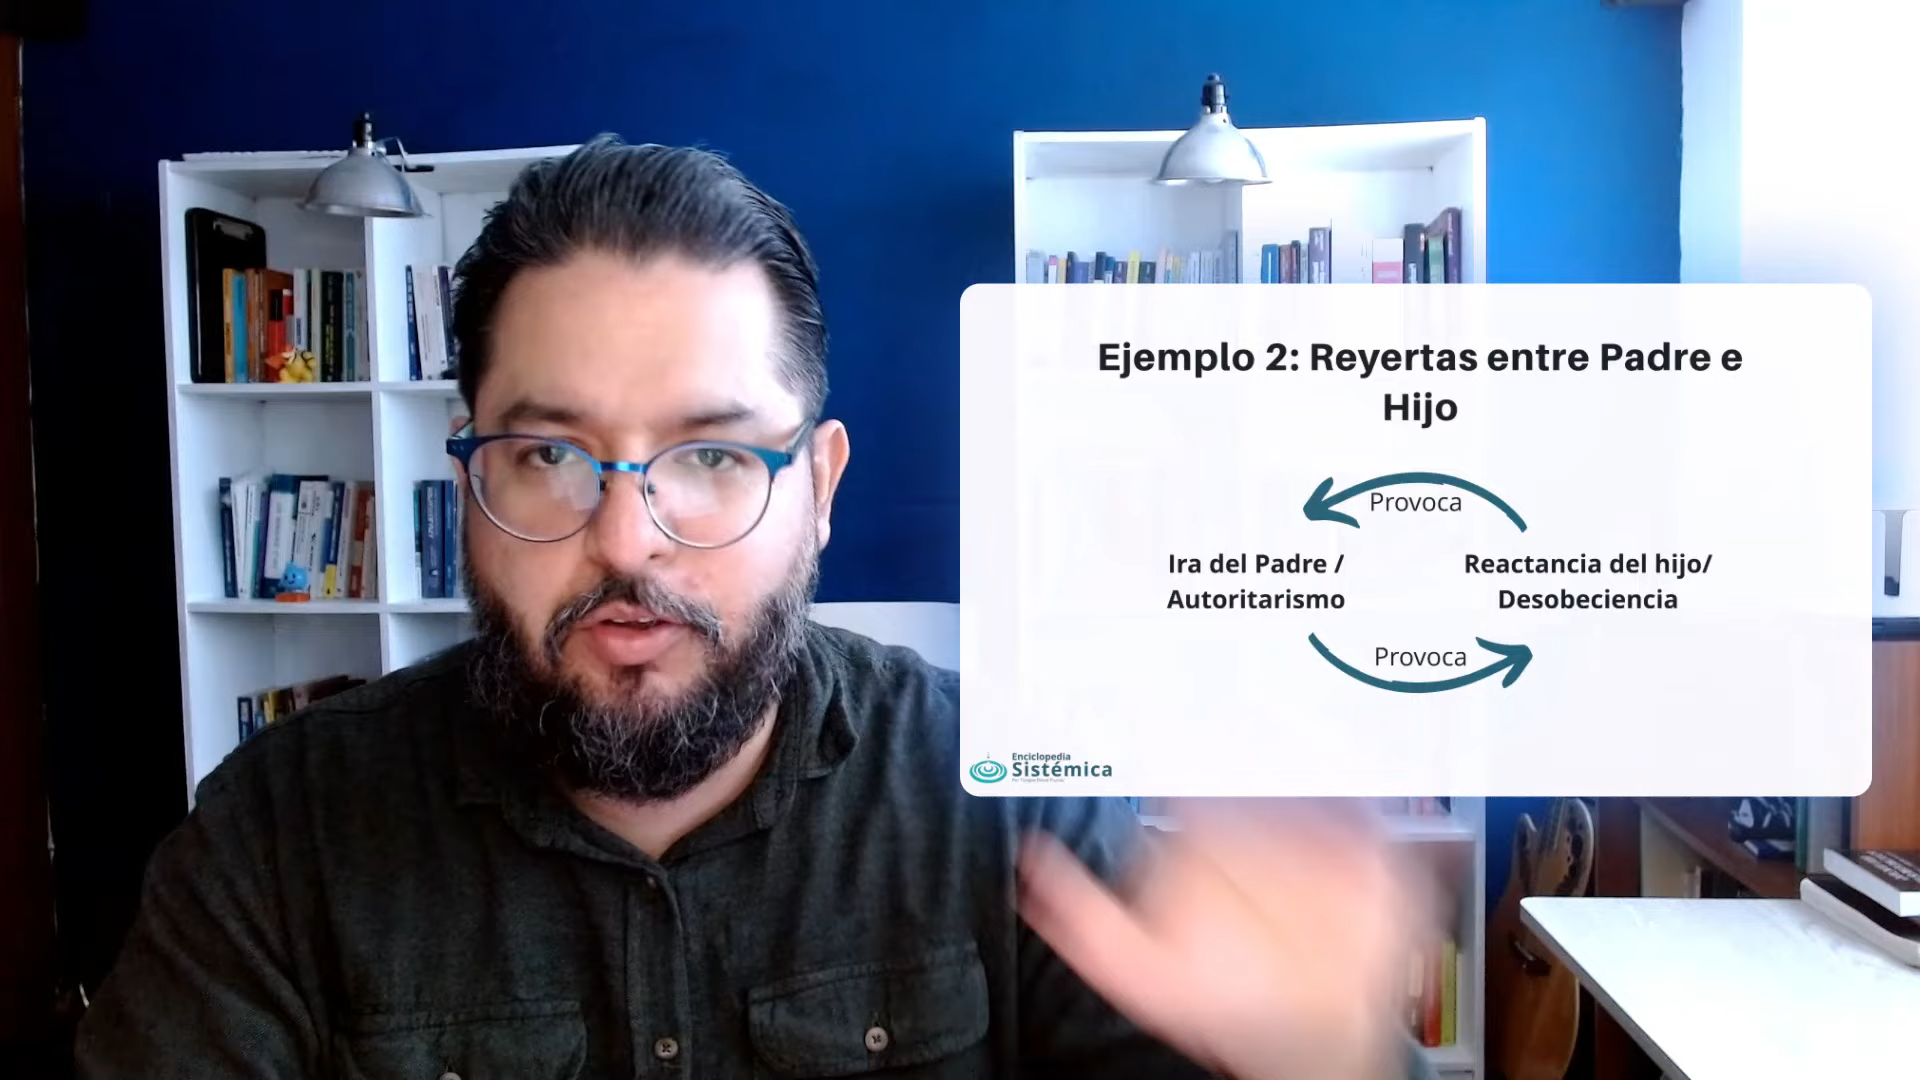 Ejemplo 2: Reyertas entre Padre e
Hijo
Provoca
Ira del Padre /
Autoritarismo
Reactancia del hijo/
Desobeciencia
Provoca
Enciclopedia
Sistémica